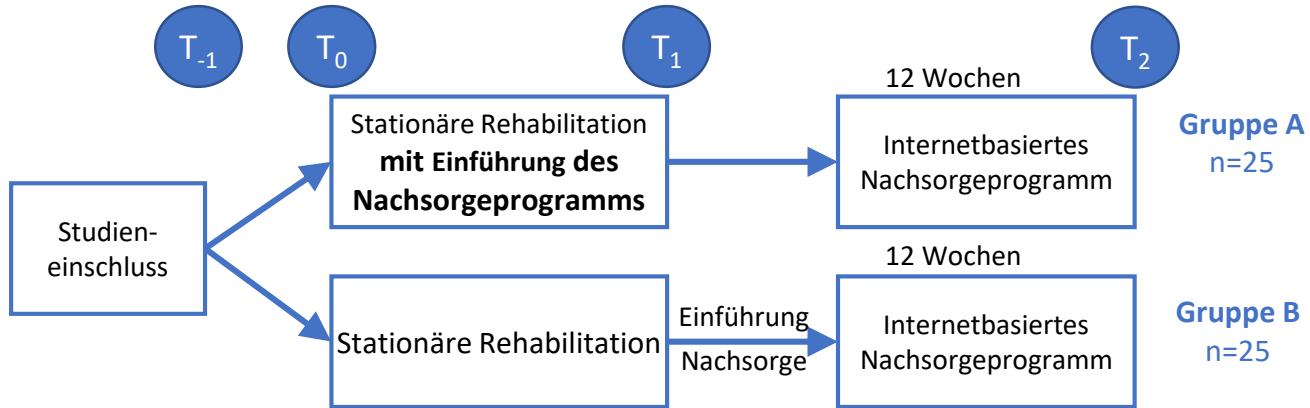 T-1
T0
T1
T2
12 Wochen
Stationäre Rehabilitation
mit Einführung des
Nachsorgeprogramms
Internetbasiertes
Nachsorgeprogramm
Gruppe A
n=25
Studien-
einschluss
12 Wochen
Stationäre Rehabilitation
Einführung
Nachsorge
Internetbasiertes
Nachsorgeprogramm
Gruppe B
n=25